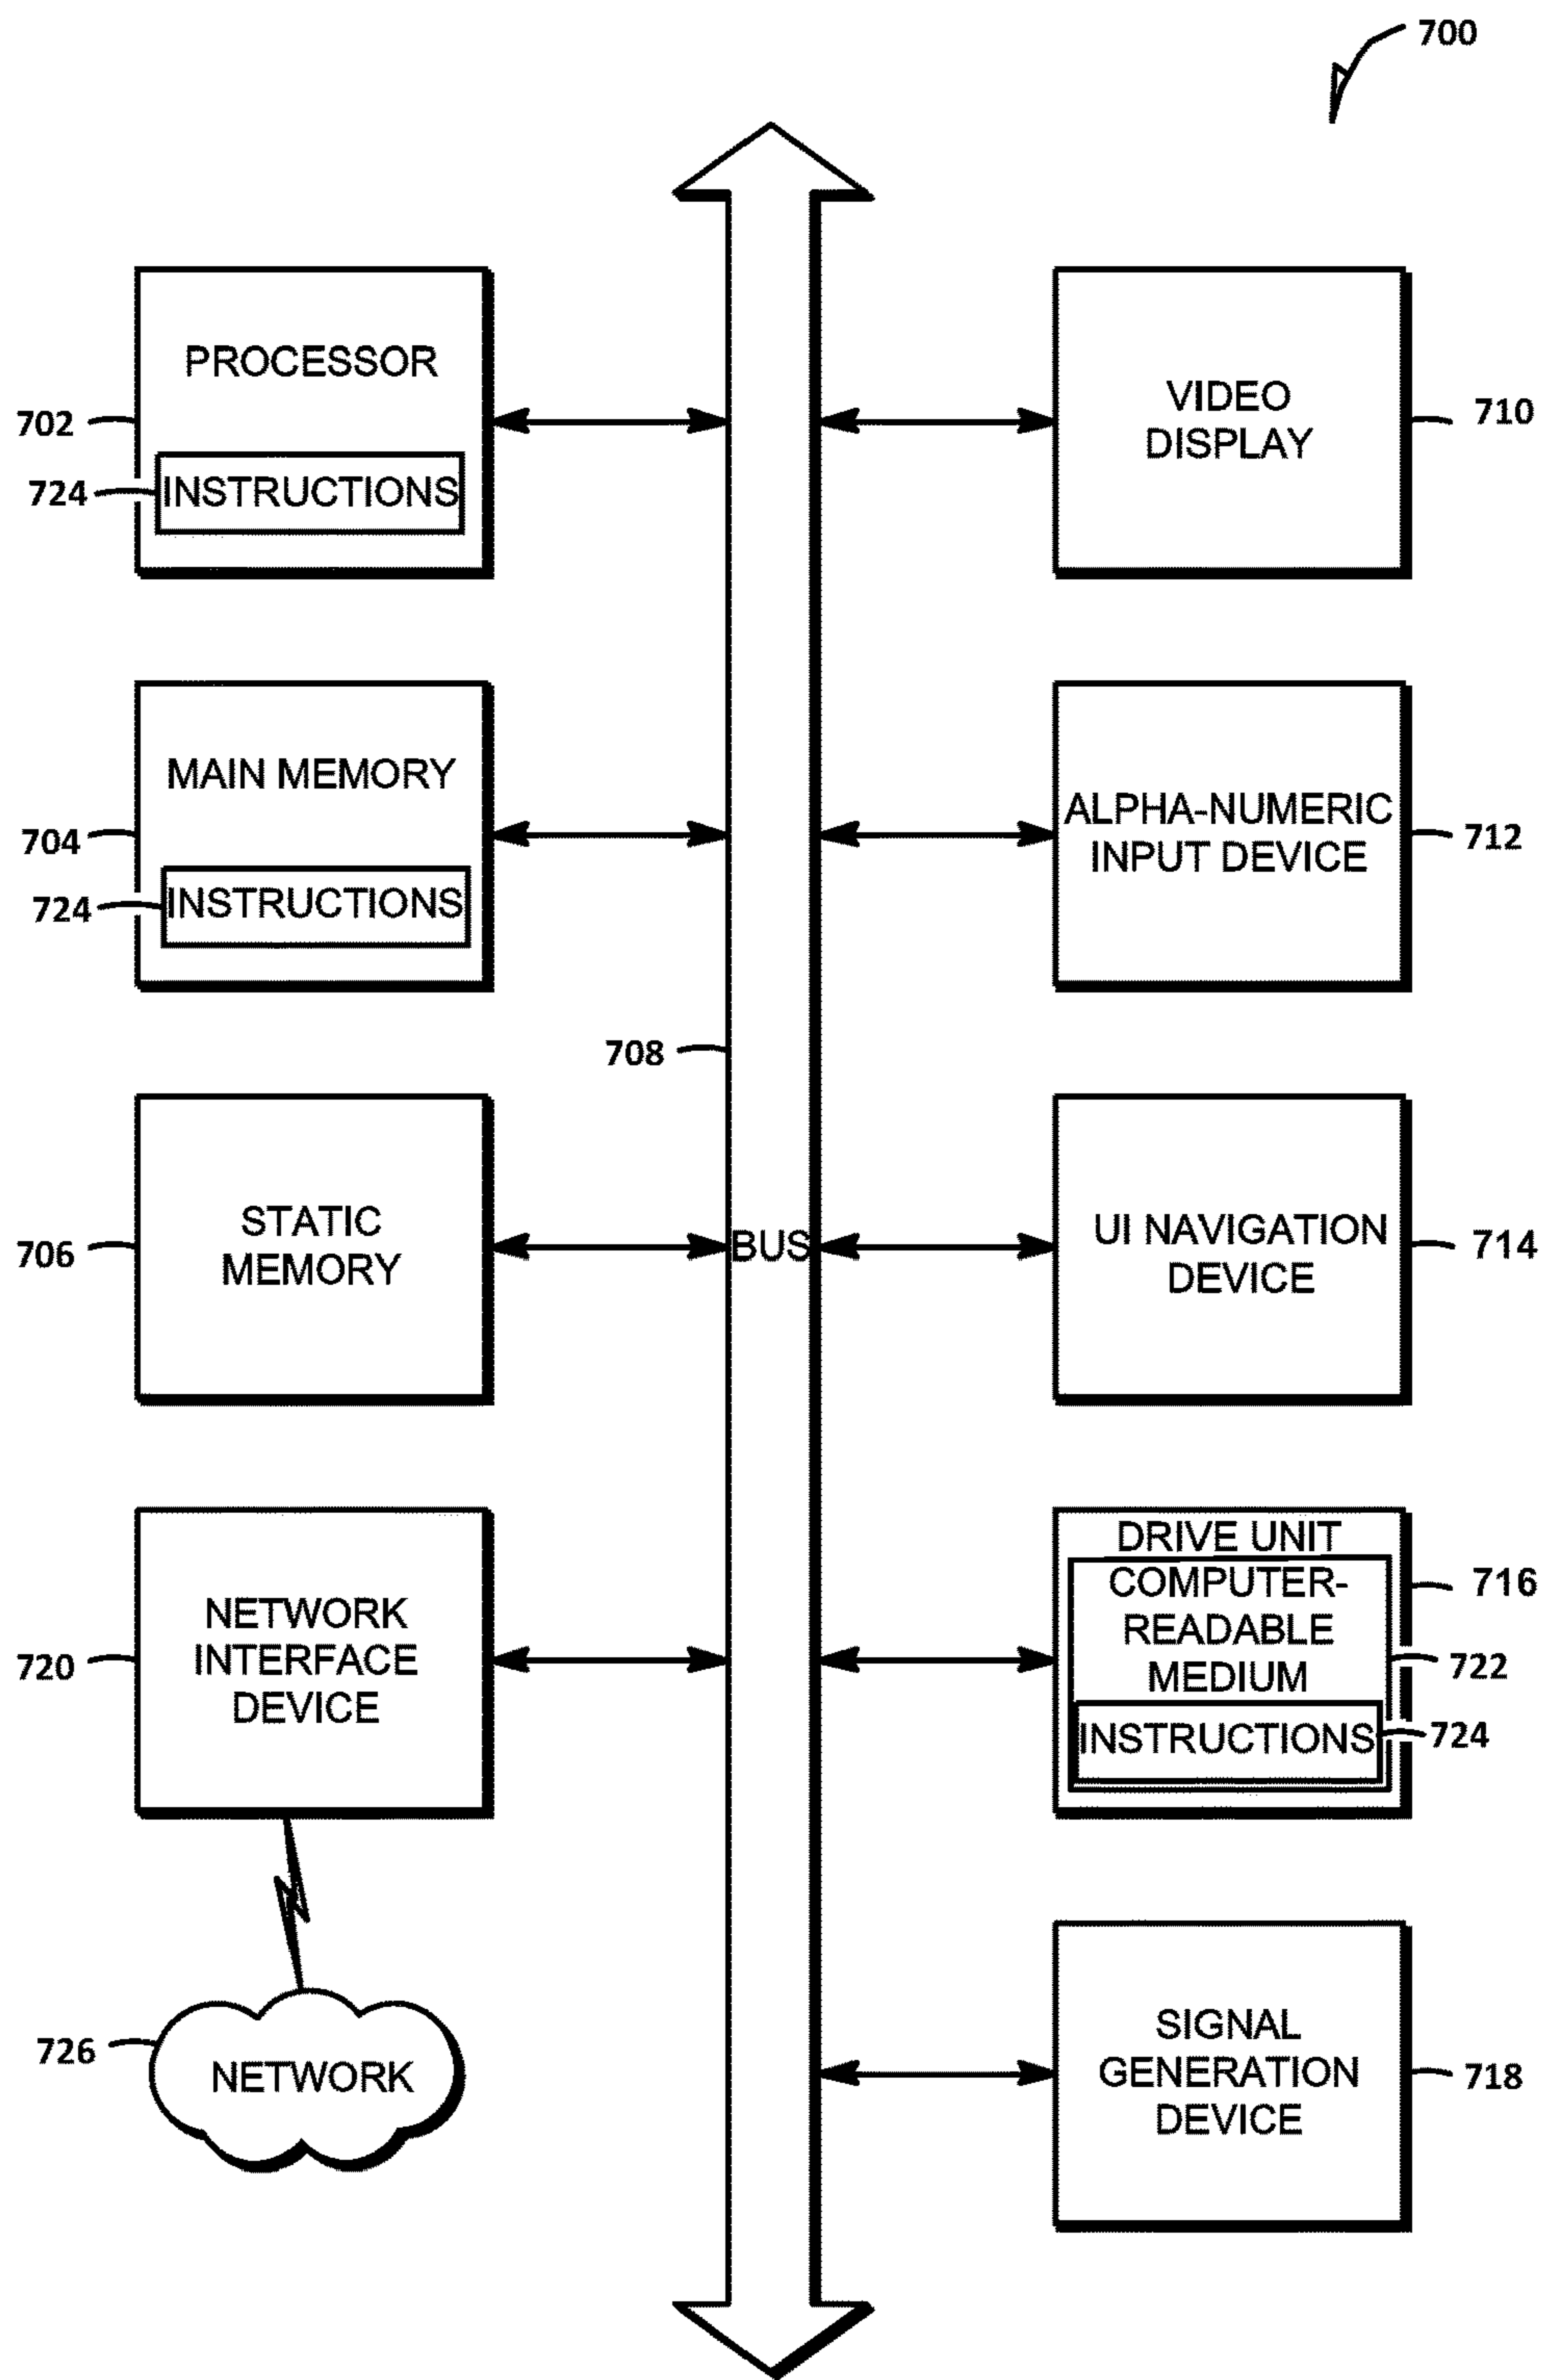 700
PROCESSOR
702
724
INSTRUCTIONS
VIDEO
DISPLAY
710
MAIN MEMORY
704
724
INSTRUCTIONS
ALPHA-NUMERIC
INPUT DEVICE
712
708
STATIC
MEMORY
706
BUS
UI NAVIGATION
DEVICE
714
NETWORK
INTERFACE
DEVICE
720
DRIVE UNIT
COMPUTER-
READABLE
MEDIUM
716
722
INSTRUCTIONS
724
726
NETWORK
SIGNAL
GENERATION
DEVICE
718